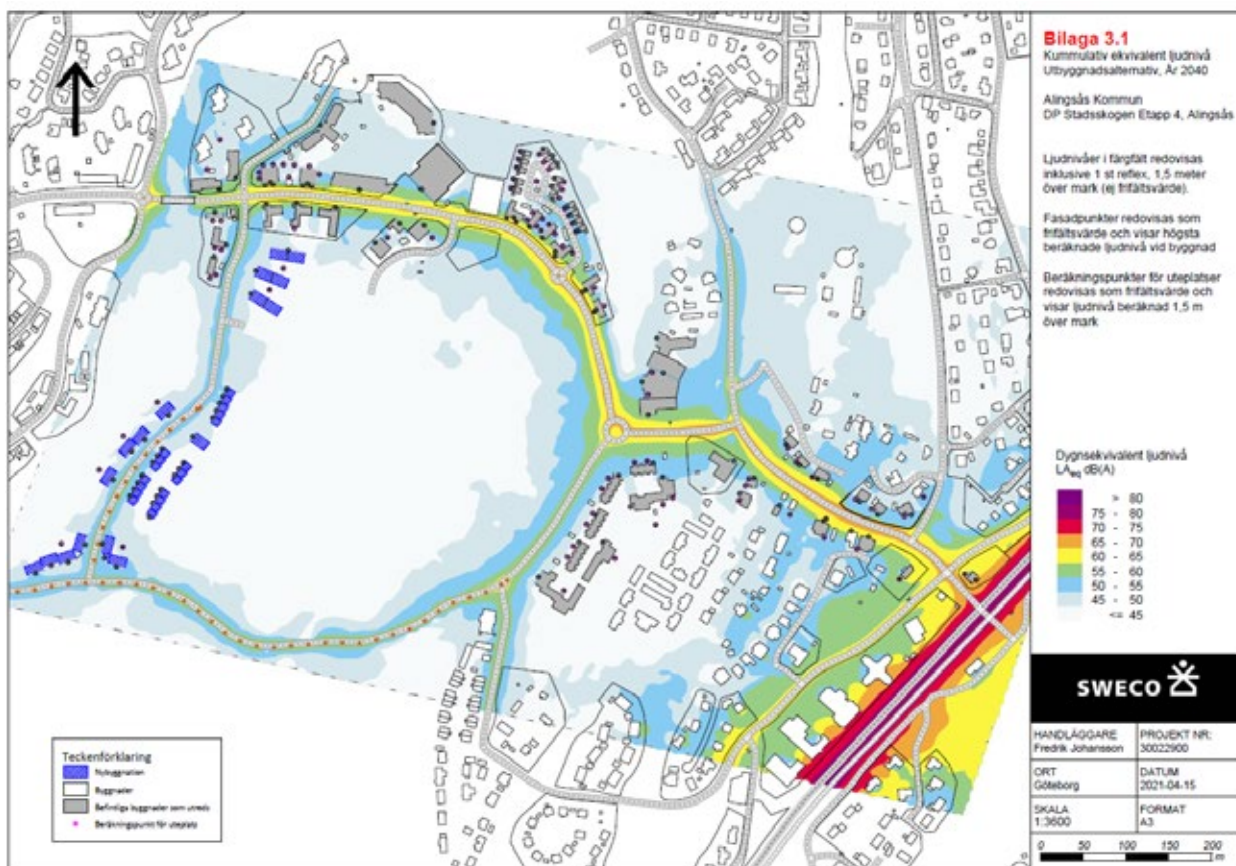 Bilaga 3.1
Kummulativ ekvivalent ljudnivå
Utbyggnadsalternativ, År 2040
Alingsås Kommun
DP Stadsskogen Etapp 4, Alingsås
Ljudnivåer i färgfält redovisas
inklusive 1 st reflex, 1,5 meter
över mark (ej frifältsvärde).
Fasadpunkter redovisas som
frifältsvärde och visar högsta
beräknade ljudnivå vid byggnad
Beräkningspunkter för uteplatser
redovisas som frifältsvärde och
visar ljudnivå beräknad 1,5 m
över mark
Dygnsekvivalent ljudnivå
LAeq dB(A)
> 80
75 - 80
70 - 75
65 - 70
60 - 65
55 - 60
50 - 55
45 - 50
<= 45
SWECO
HANDLÄGGARE
Fredrik Johansson
PROJEKT NR:
30022900
ORT
Göteborg
DATUM
2021-04-15
SKALA
1:3600
FORMAT
A3
0 50 100 150 200
m
Teckenförklaring
Nybyggnation
Byggnader
Befintliga byggnader som utreds
Beräkningspunkt för uteplats